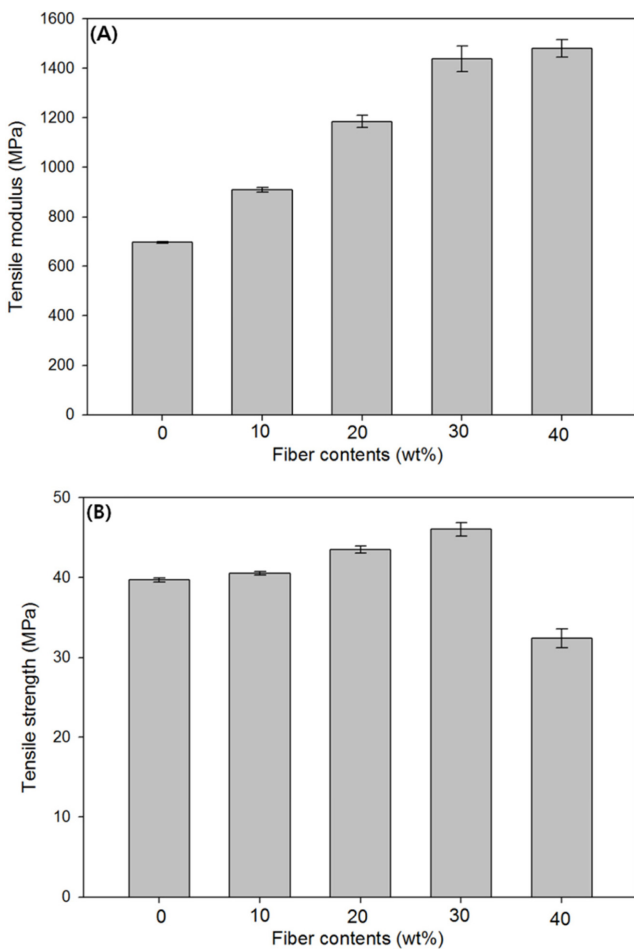 (A)
Tensile modulus (MPa)
1600
1400
1200
1000
800
600
400
200
0
0 10 20 30 40
Fiber contents (wt%)
(B)
Tensile strength (MPa)
50
40
30
20
10
0
0 10 20 30 40
Fiber contents (wt%)